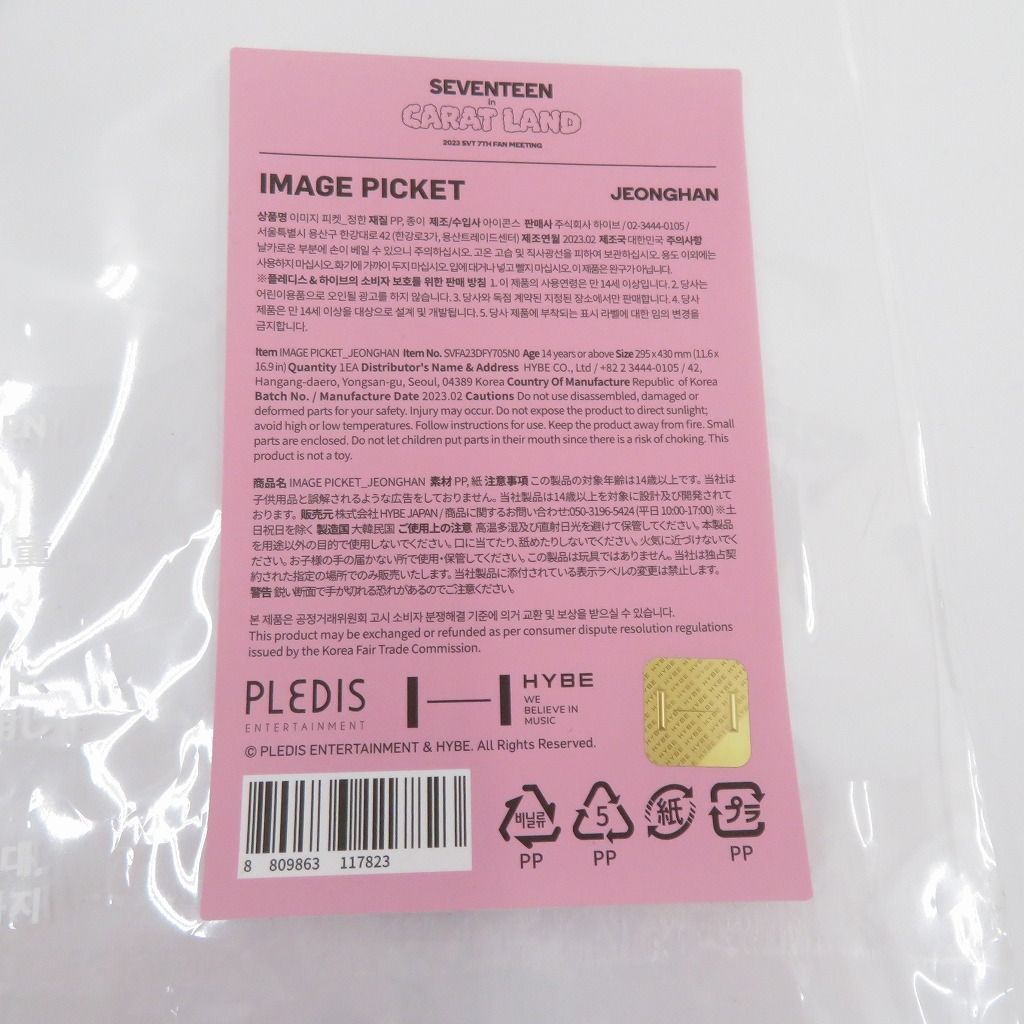 SEVENTEEN
in
CARAT LAND
2023 SVT 7TH FAN MEETING
IMAGE PICKET
JEONGHAN
상품명 이미지 피켓_정한 재질 PP, 종이 제조/수입사 아이콘스 판매사 주식회사 하이브 / 02-3444-0105 /
서울특별시 용산구 한강대로 42 (한강로3가, 용산트레이드센터) 제조연월 2023.02 제조국 대한민국 주의사항
날카로운 부분에 손이 베일 수 있으니 주의하십시오. 고온 고습 및 직사광선을 피하여 보관하십시오. 용도 이외에는
사용하지 마십시오. 화기에 가까이 두지 마십시오. 입에 대거나 넣고 빨지 마십시오. 이 제품은 완구가 아닙니다.
※플레디스 & 하이브의 소비자 보호를 위한 판매 방침 1. 이 제품의 사용연령은 만 14세 이상입니다. 2. 당사는
어린이용품으로 오인될 광고를 하지 않습니다. 3. 당사와 독점 계약된 지정된 장소에서만 판매합니다. 4. 당사
제품은 만 14세 이상을 대상으로 설계 및 개발됩니다. 5. 당사 제품에 부착되는 표시 라벨에 대한 임의 변경을
금지합니다.
Item IMAGE PICKET_JEONGHAN Item No. SVFA23DFY705N0 Age 14 years or above Size 295 x 430 mm (11.6 x
16.9 in) Quantity 1EA Distributor's Name & Address HYBE CO., Ltd / +82 2 3444-0105 / 42,
Hangang-daero, Yongsan-gu, Seoul, 04389 Korea Country Of Manufacture Republic of Korea
Batch No. / Manufacture Date 2023.02 Cautions Do not use disassembled, damaged or
deformed parts for your safety. Injury may occur. Do not expose the product to direct sunlight;
avoid high or low temperatures. Follow instructions for use. Keep the product away from fire. Small
parts are enclosed. Do not let children put parts in their mouth since there is a risk of choking. This
product is not a toy.
商品名 IMAGE PICKET_JEONGHAN 素材 PP, 紙 注意事項 この製品の対象年齢は14歳以上です。当社は
子供用品と誤解されるような広告をしておりません。当社製品は14歳以上を対象に設計及び開発されて
おります。販売元 株式会社 HYBE JAPAN / 商品に関するお問い合わせ:050-3196-5424 (平日 10:00-17:00) ※土
日祝日を除く 製造国 大韓民国 ご使用上の注意 高温多湿及び直射日光を避けて保管してください。本製品
を用途以外の目的で使用しないでください。口に当たり、舐めたりしないでください。火気に近づけないでく
ださい。お子様の手の届かない所で使用・保管してください。この製品は玩具ではありません。当社は独占契
約された指定の場所でのみ販売いたします。当社製品に添付されている表示ラベルの変更は禁止します。
警告 鋭い断面で手が切れる恐れがあるのでご注意ください。
본 제품은 공정거래위원회 고시 소비자 분쟁해결 기준에 의거 교환 및 보상을 받으실 수 있습니다.
This product may be exchanged or refunded as per consumer dispute resolution regulations
issued by the Korea Fair Trade Commission.
PLEDIS
ENTERTAINMENT
HYBE
WE
BELIEVE IN
MUSIC
© PLEDIS ENTERTAINMENT & HYBE. All Rights Reserved.
8 809863 117823
비닐류
PP
5
PP
紙
プラ
PP